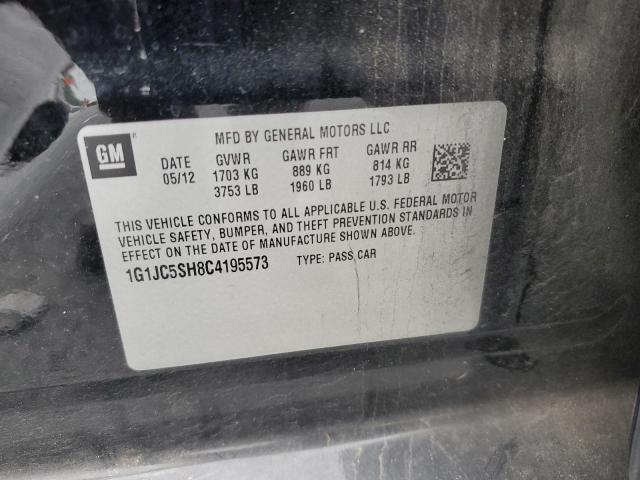 GM
MFD BY GENERAL MOTORS LLC
DATE GVWR GAWR FRT GAWR RR
05/12 1703 KG 889 KG 814 KG
3753 LB 1960 LB 1793 LB
THIS VEHICLE CONFORMS TO ALL APPLICABLE U.S. FEDERAL MOTOR
VEHICLE SAFETY, BUMPER, AND THEFT PREVENTION STANDARDS IN
EFFECT ON THE DATE OF MANUFACTURE SHOWN ABOVE.
1G1JC5SH8C4195573 TYPE: PASS CAR